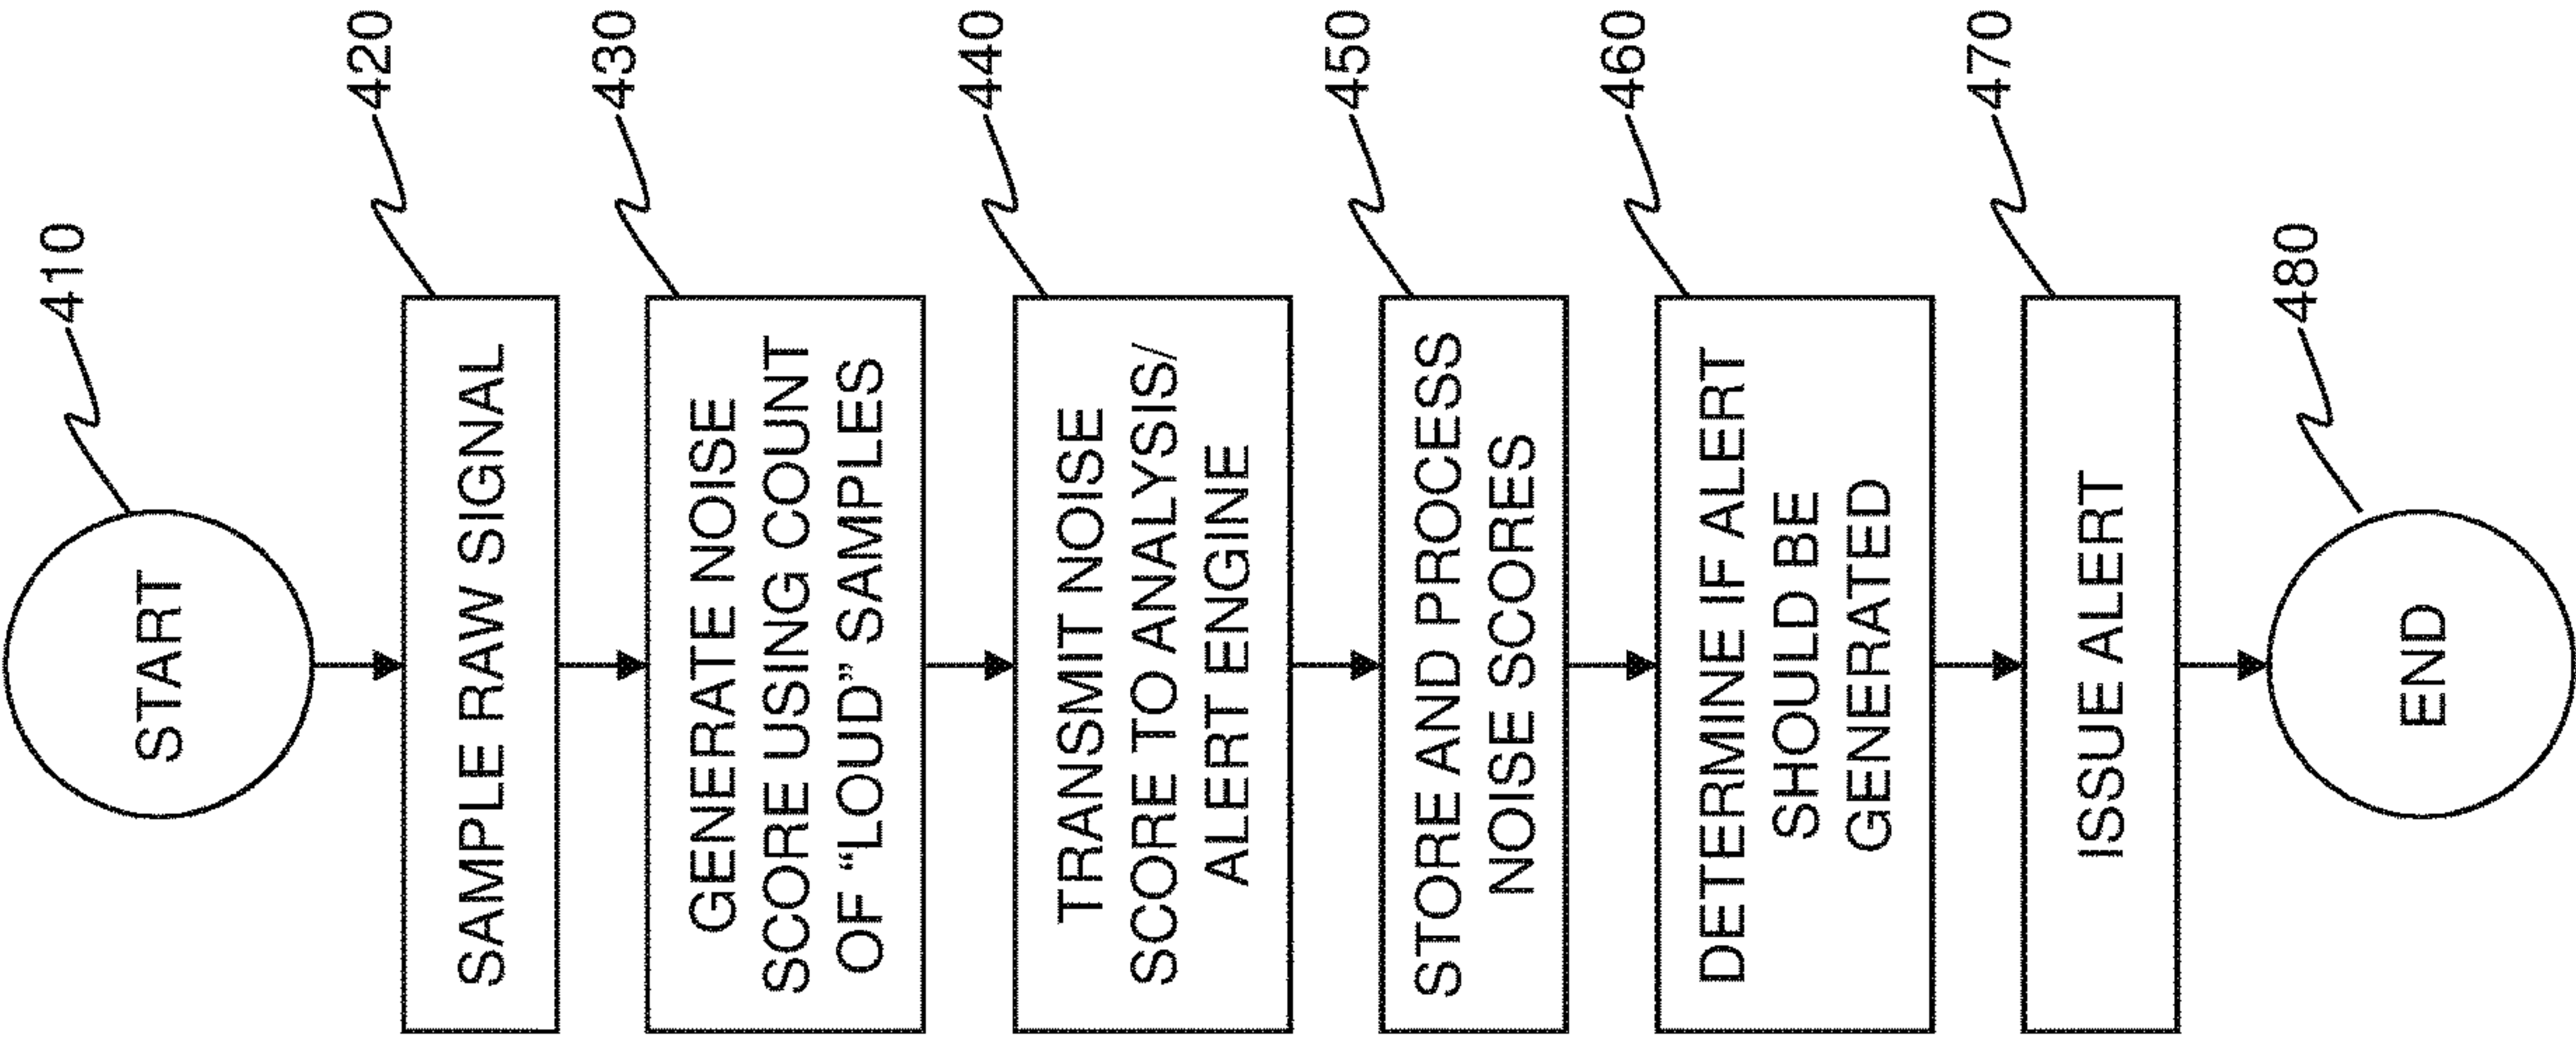 START
410
SAMPLE RAW SIGNAL
420
GENERATE NOISE
SCORE USING COUNT
OF “LOUD” SAMPLES
430
TRANSMIT NOISE
SCORE TO ANALYSIS/
ALERT ENGINE
440
STORE AND PROCESS
NOISE SCORES
450
DETERMINE IF ALERT
SHOULD BE
GENERATED
460
ISSUE ALERT
470
END
480